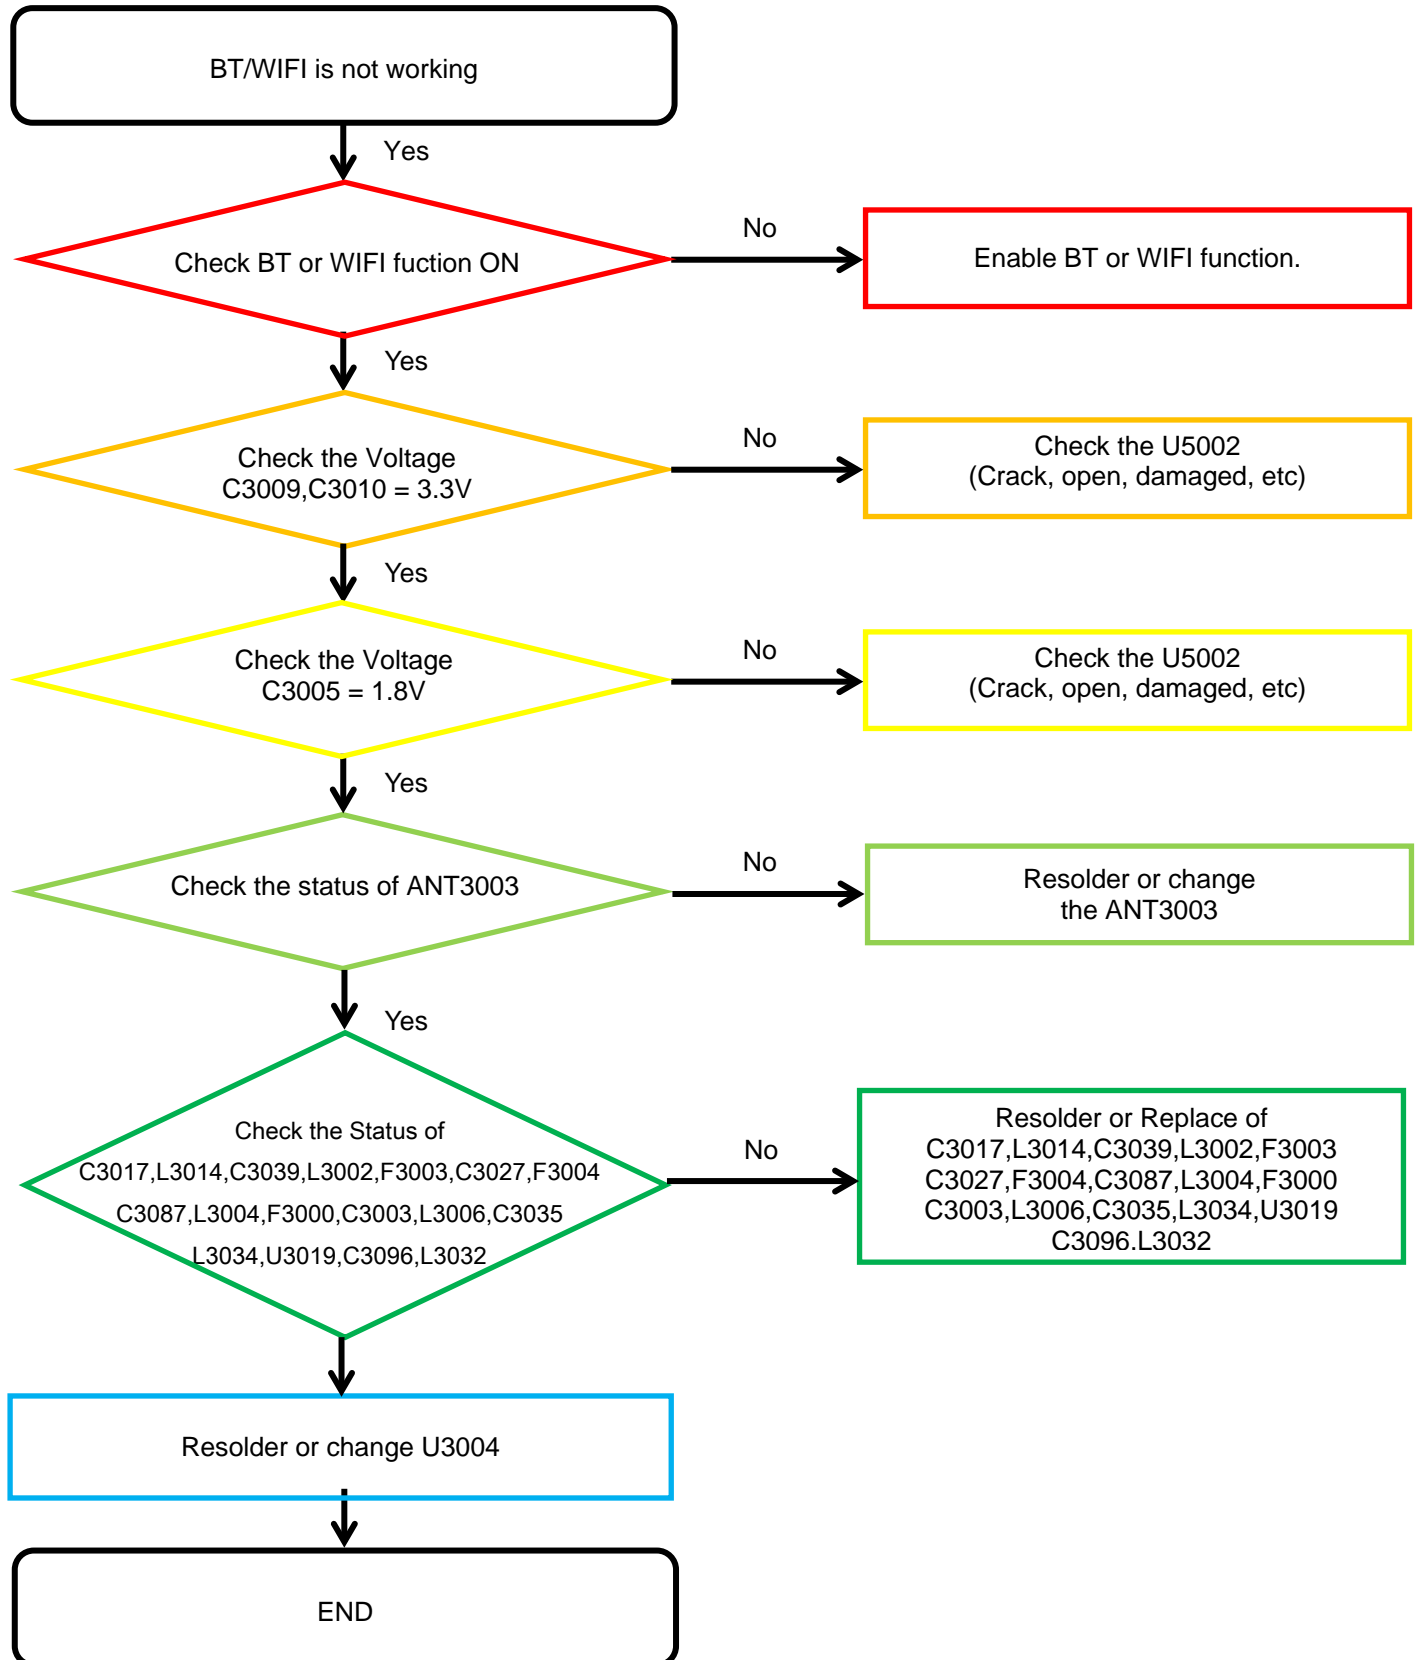 BT/WIFI is not working
Yes
Check BT or WIFI fuction ON
No
Enable BT or WIFI function.
Yes
Check the Voltage
C3009,C3010 = 3.3V
No
Check the U5002
(Crack, open, damaged, etc)
Yes
Check the Voltage
C3005 = 1.8V
No
Check the U5002
(Crack, open, damaged, etc)
Yes
Check the status of ANT3003
No
Resolder or change
the ANT3003
Yes
Check the Status of
C3017,L3014,C3039,L3002,F3003,C3027,F3004
C3087,L3004,F3000,C3003,L3006,C3035
L3034,U3019,C3096,L3032
No
Resolder or Replace of
C3017,L3014,C3039,L3002,F3003
C3027,F3004,C3087,L3004,F3000
C3003,L3006,C3035,L3034,U3019
C3096.L3032
Resolder or change U3004
END